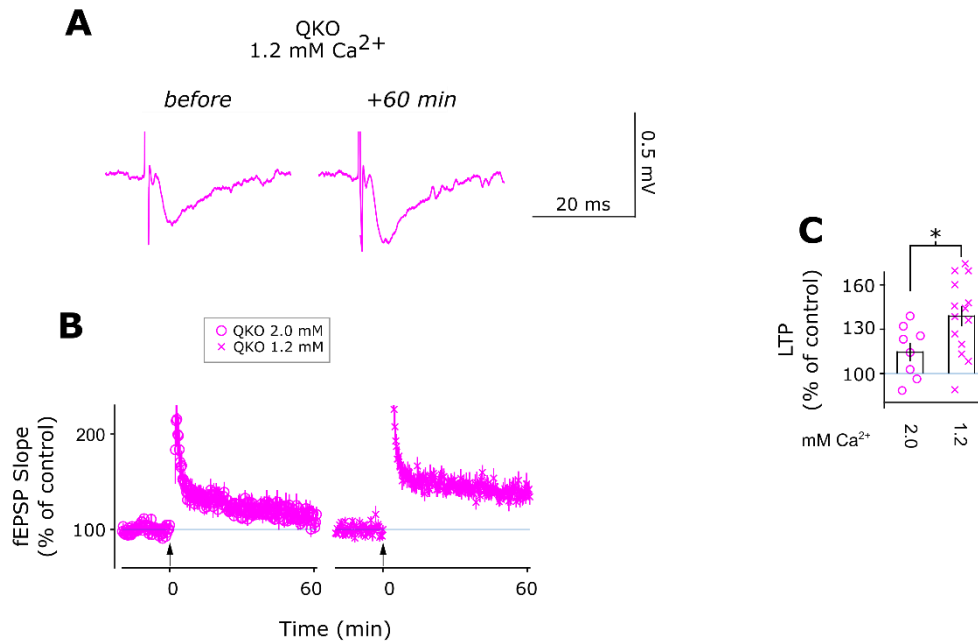 A
QKO
1.2 mM Ca2+
before
+60 min
0.5 mV
20 ms
B
QKO 2.0 mM
QKO 1.2 mM
fEPSP Slope
(% of control)
200
100
0
60
0
60
Time (min)
C
*
LTP
(% of control)
160
130
100
mM Ca2+
2.0
1.2